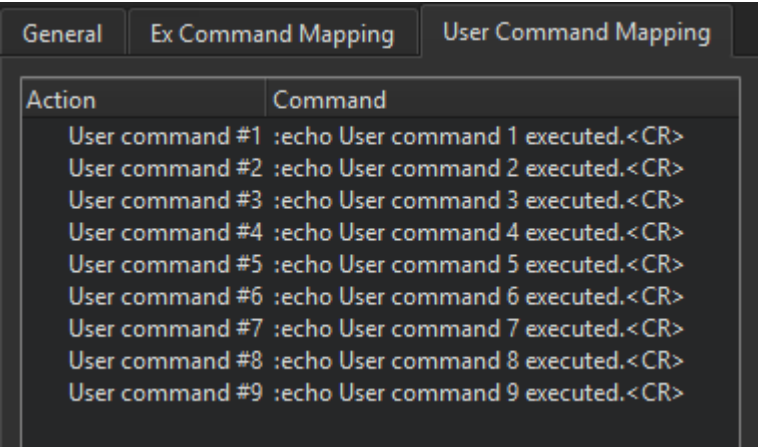 General Ex Command Mapping User Command Mapping
Action Command
User command #1 :echo User command 1 executed.<CR>
User command #2 :echo User command 2 executed.<CR>
User command #3 :echo User command 3 executed.<CR>
User command #4 :echo User command 4 executed.<CR>
User command #5 :echo User command 5 executed.<CR>
User command #6 :echo User command 6 executed.<CR>
User command #7 :echo User command 7 executed.<CR>
User command #8 :echo User command 8 executed.<CR>
User command #9 :echo User command 9 executed.<CR>